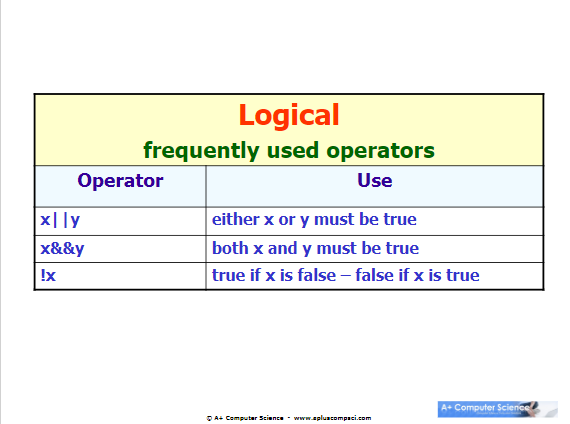 Logical
frequently used operators
Operator Use
x||y either x or y must be true
x&&y both x and y must be true
!x true if x is false – false if x is true
© A+ Computer Science - www.apluscompsci.com
A+ Computer Science